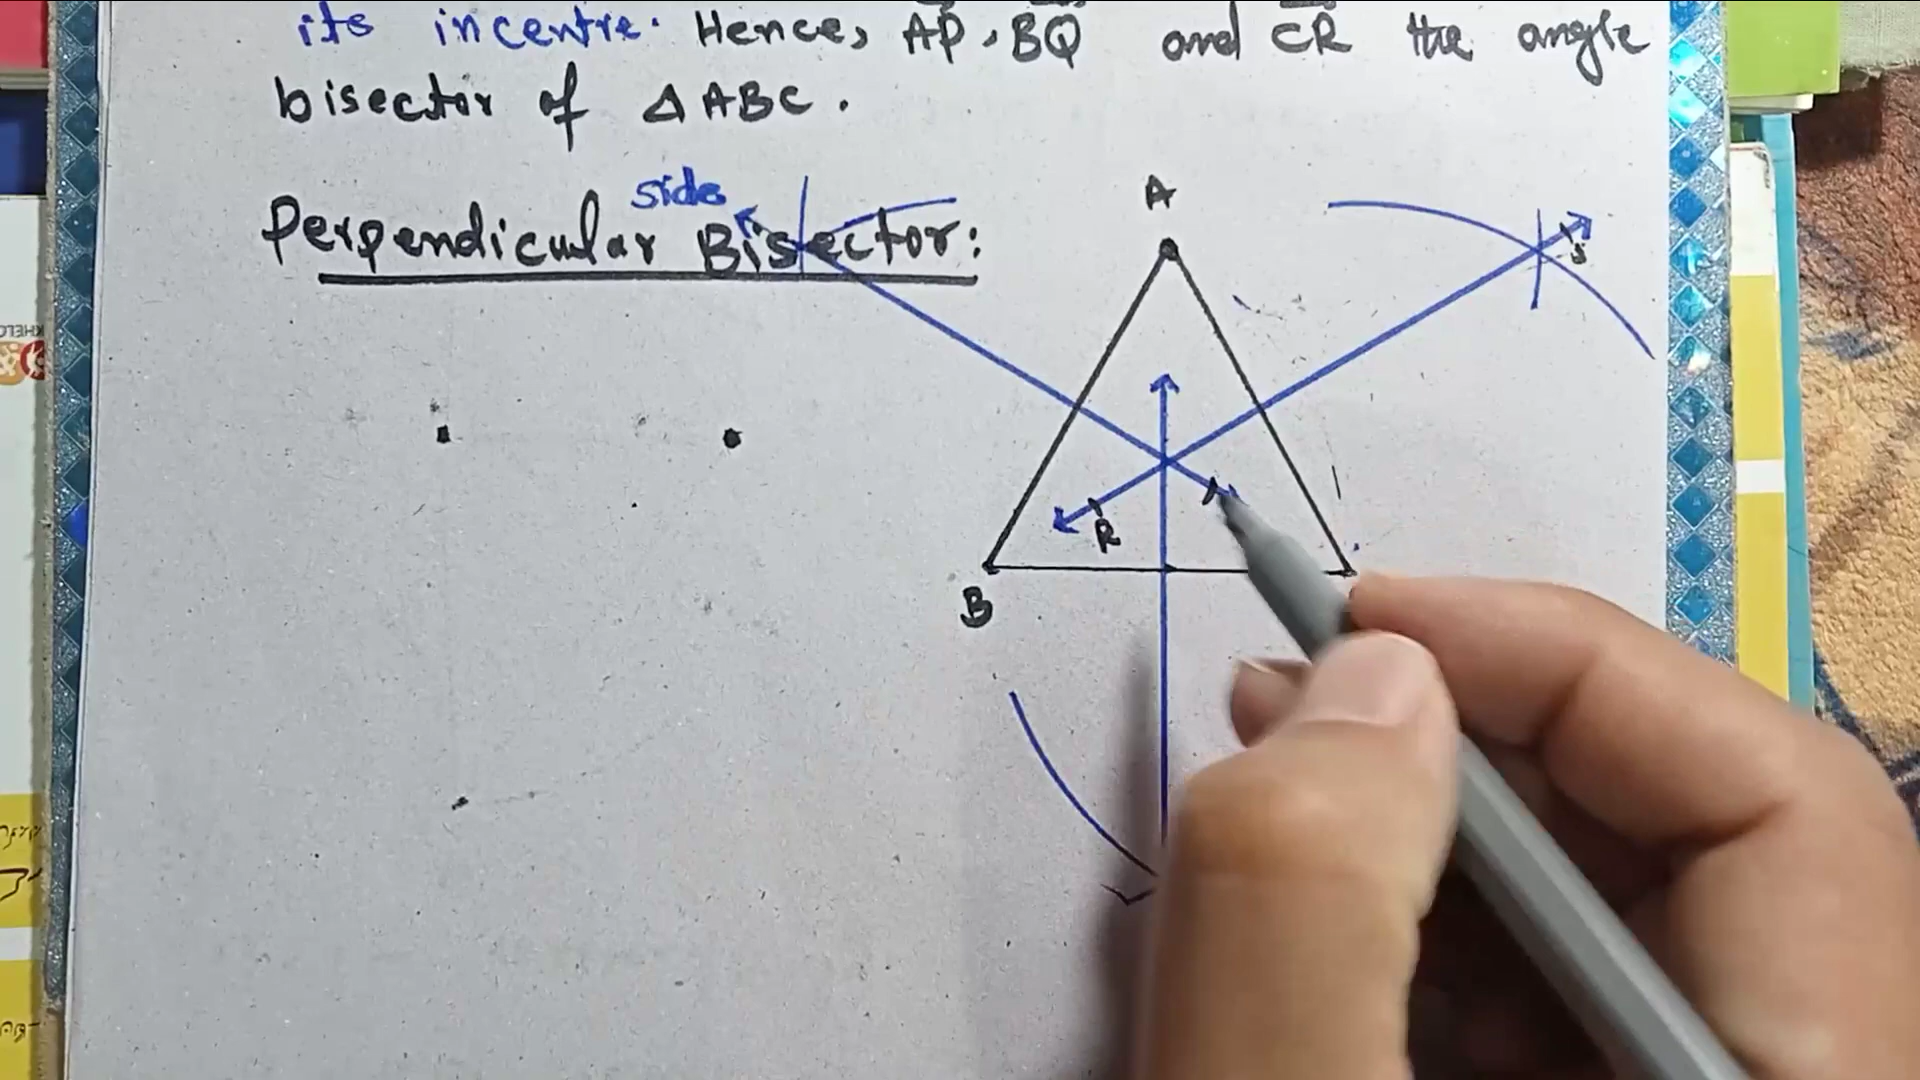 its incentre. Hence, AP, BQ and CR the angle
bisector of △ABC.
side
Perpendicular Bisector:
A
S
R
B